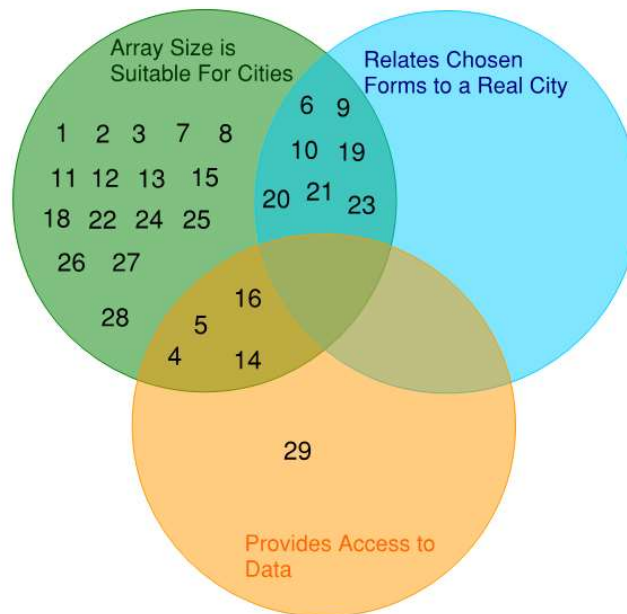 Array Size is
Suitable For Cities
Relates Chosen
Forms to a Real City
6 9
1 2 3 7 8
10 19
11 12 13 15
20 21 23
18 22 24 25
26 27
16
28 5
4 14
29
Provides Access to
Data